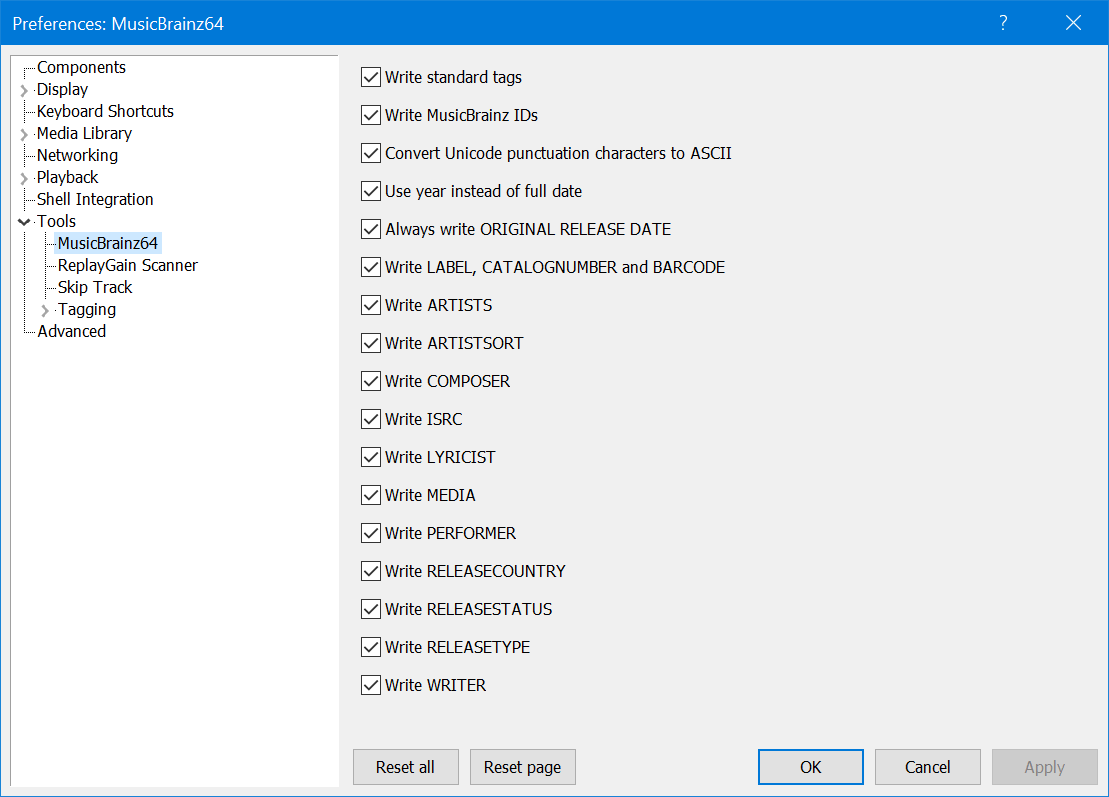 Preferences: MusicBrainz64
?
Components
Display
Keyboard Shortcuts
Media Library
Networking
Playback
Shell Integration
Tools
MusicBrainz64
ReplayGain Scanner
Skip Track
Tagging
Advanced
Write standard tags
Write MusicBrainz IDs
Convert Unicode punctuation characters to ASCII
Use year instead of full date
Always write ORIGINAL RELEASE DATE
Write LABEL, CATALOGNUMBER and BARCODE
Write ARTISTS
Write ARTISTSORT
Write COMPOSER
Write ISRC
Write LYRICIST
Write MEDIA
Write PERFORMER
Write RELEASECOUNTRY
Write RELEASESTATUS
Write RELEASETYPE
Write WRITER
Reset all
Reset page
OK
Cancel
Apply